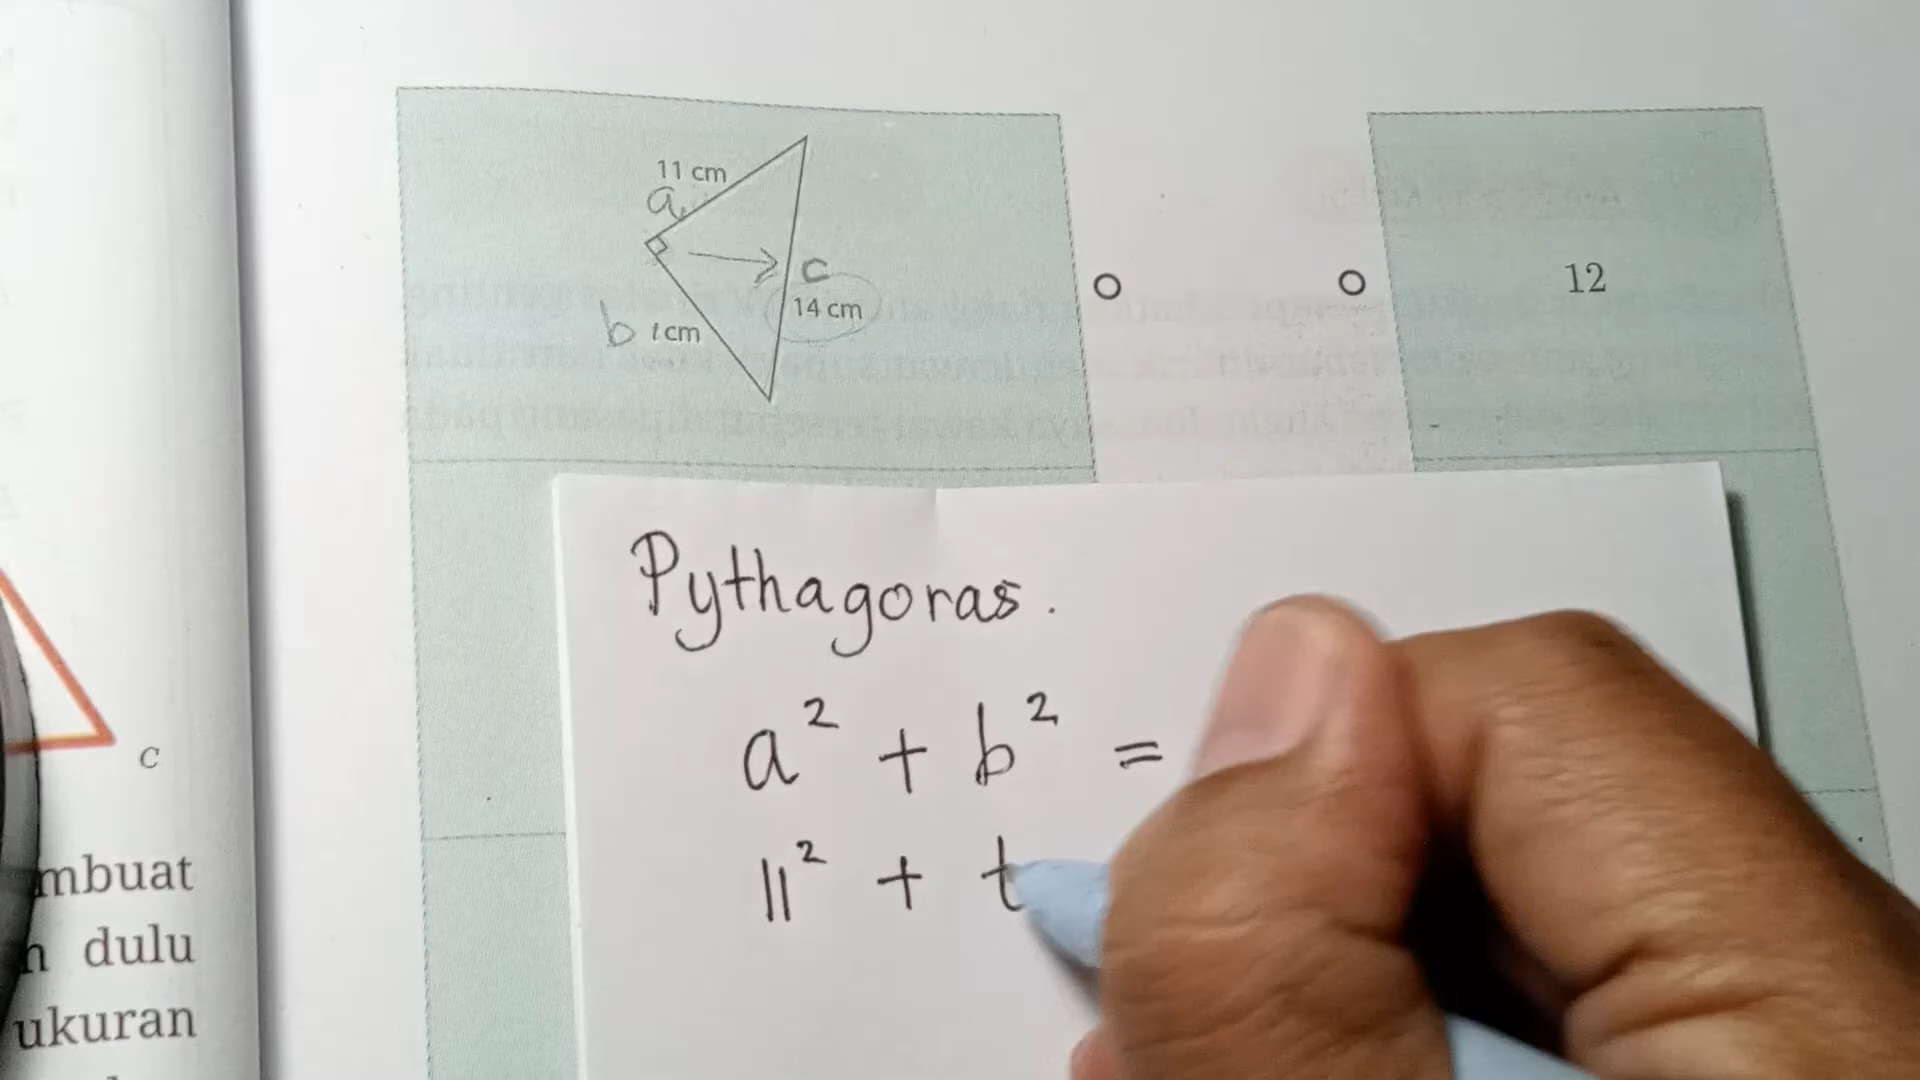 11 cm
a
c
14 cm
b t cm
12
Pythagoras.
a² + b² =
11² + t
c
mbuat
n dulu
ukuran